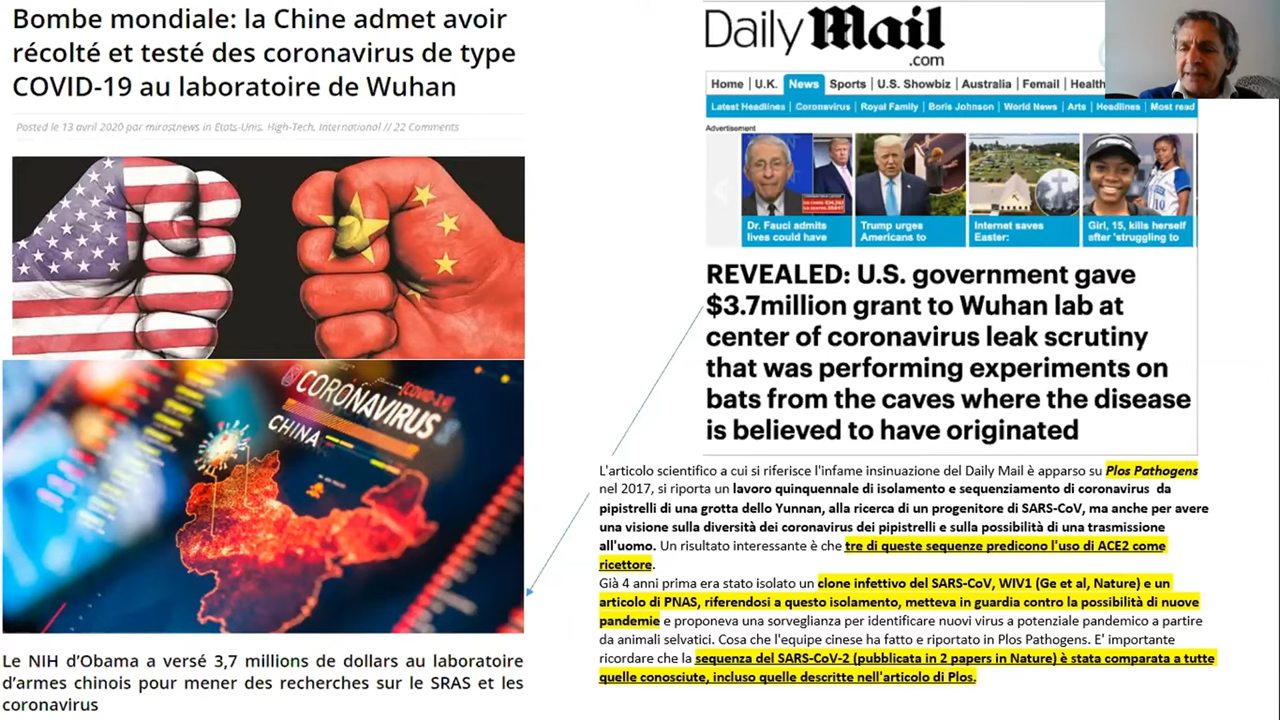 Bombe mondiale: la Chine admet avoir
récolté et testé des coronavirus de type
COVID-19 au laboratoire de Wuhan
Posted le 13 avril 2020 par mirastnews in Etats-Unis, High-Tech, International // 22 Comments
CORONAVIRUS
CHINA
Le NIH d’Obama a versé 3,7 millions de dollars au laboratoire
d’armes chinois pour mener des recherches sur le SRAS et les
coronavirus
Daily Mail
.com
Home U.K. News Sports U.S. Showbiz Australia Femail Health
Latest Headlines Coronavirus Royal Family Boris Johnson World News Arts Headlines Most read
Advertisement
Dr. Fauci admits
lives could have
Trump urges
Americans to
Internet saves
Easter:
Girl, 15, kills herself
after 'struggling to
REVEALED: U.S. government gave
$3.7million grant to Wuhan lab at
center of coronavirus leak scrutiny
that was performing experiments on
bats from the caves where the disease
is believed to have originated
L'articolo scientifico a cui si riferisce l'infame insinuazione del Daily Mail è apparso su Plos Pathogens
nel 2017, si riporta un lavoro quinquennale di isolamento e sequenziamento di coronavirus da
pipistrelli di una grotta dello Yunnan, alla ricerca di un progenitore di SARS-CoV, ma anche per avere
una visione sulla diversità dei coronavirus dei pipistrelli e sulla possibilità di una trasmissione
all'uomo. Un risultato interessante è che tre di queste sequenze predicono l'uso di ACE2 come
ricettore.
Già 4 anni prima era stato isolato un clone infettivo del SARS-CoV, WIV1 (Ge et al, Nature) e un
articolo di PNAS, riferendosi a questo isolamento, metteva in guardia contro la possibilità di nuove
pandemie e proponeva una sorveglianza per identificare nuovi virus a potenziale pandemico a partire
da animali selvatici. Cosa che l'equipe cinese ha fatto e riportato in Plos Pathogens. E' importante
ricordare che la sequenza del SARS-CoV-2 (pubblicata in 2 papers in Nature) è stata comparata a tutte
quelle conosciute, incluso quelle descritte nell'articolo di Plos.